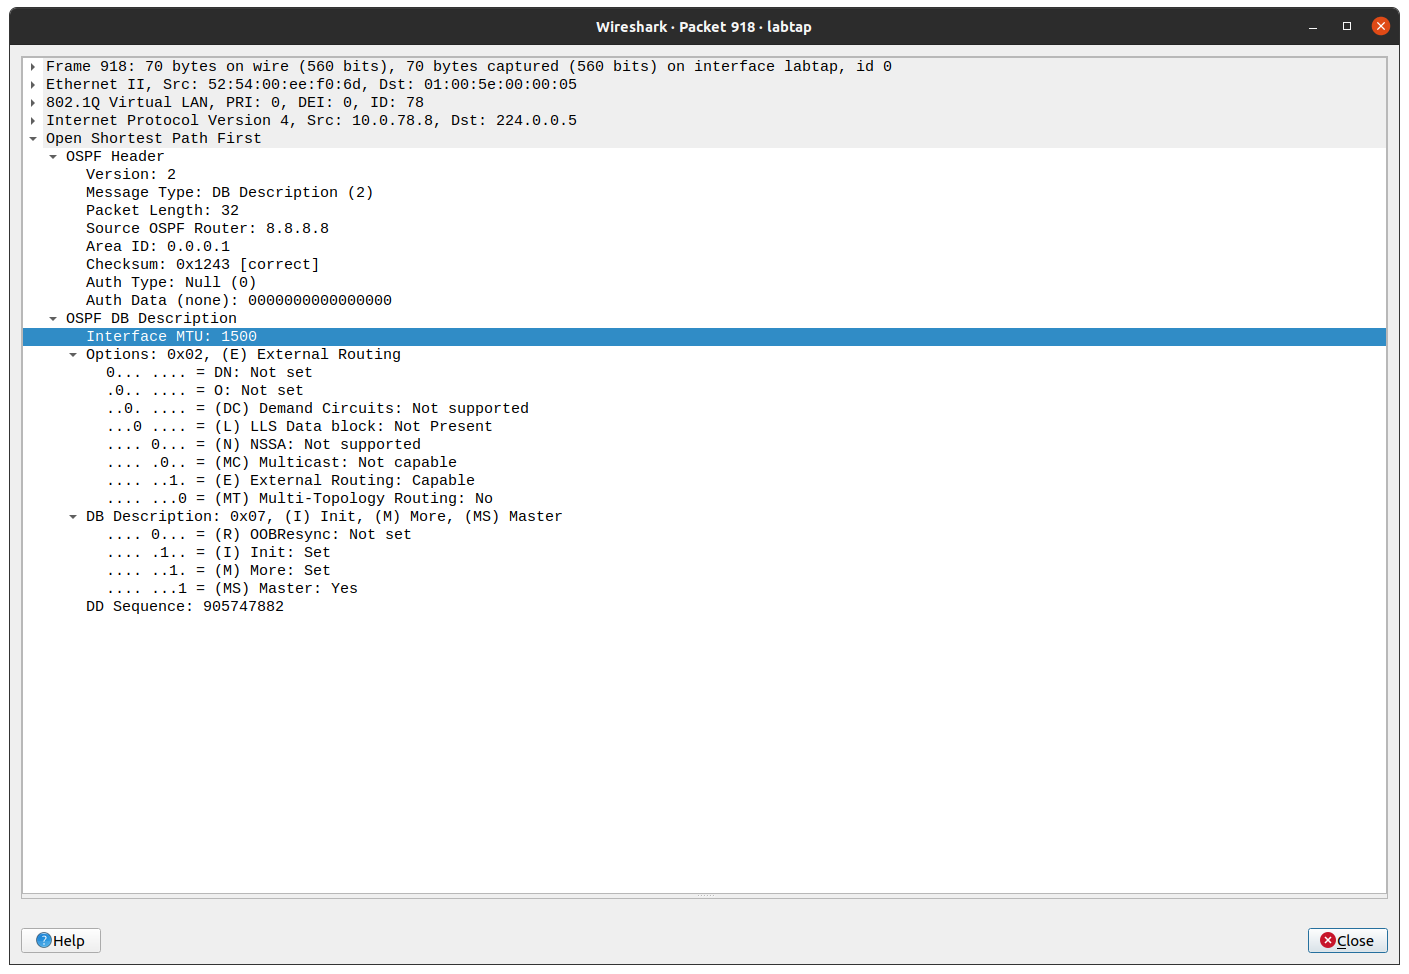 Wireshark · Packet 918 · labtap
Frame 918: 70 bytes on wire (560 bits), 70 bytes captured (560 bits) on interface labtap, id 0
Ethernet II, Src: 52:54:00:ee:f0:6d, Dst: 01:00:5e:00:00:05
802.1Q Virtual LAN, PRI: 0, DEI: 0, ID: 78
Internet Protocol Version 4, Src: 10.0.78.8, Dst: 224.0.0.5
Open Shortest Path First
OSPF Header
Version: 2
Message Type: DB Description (2)
Packet Length: 32
Source OSPF Router: 8.8.8.8
Area ID: 0.0.0.1
Checksum: 0x1243 [correct]
Auth Type: Null (0)
Auth Data (none): 0000000000000000
OSPF DB Description
Interface MTU: 1500
Options: 0x02, (E) External Routing
0... .... = DN: Not set
.0.. .... = O: Not set
..0. .... = (DC) Demand Circuits: Not supported
...0 .... = (L) LLS Data block: Not Present
.... 0... = (N) NSSA: Not supported
.... .0.. = (MC) Multicast: Not capable
.... ..1. = (E) External Routing: Capable
.... ...0 = (MT) Multi-Topology Routing: No
DB Description: 0x07, (I) Init, (M) More, (MS) Master
.... 0... = (R) OOBResync: Not set
.... .1.. = (I) Init: Set
.... ..1. = (M) More: Set
.... ...1 = (MS) Master: Yes
DD Sequence: 905747882
Help
Close